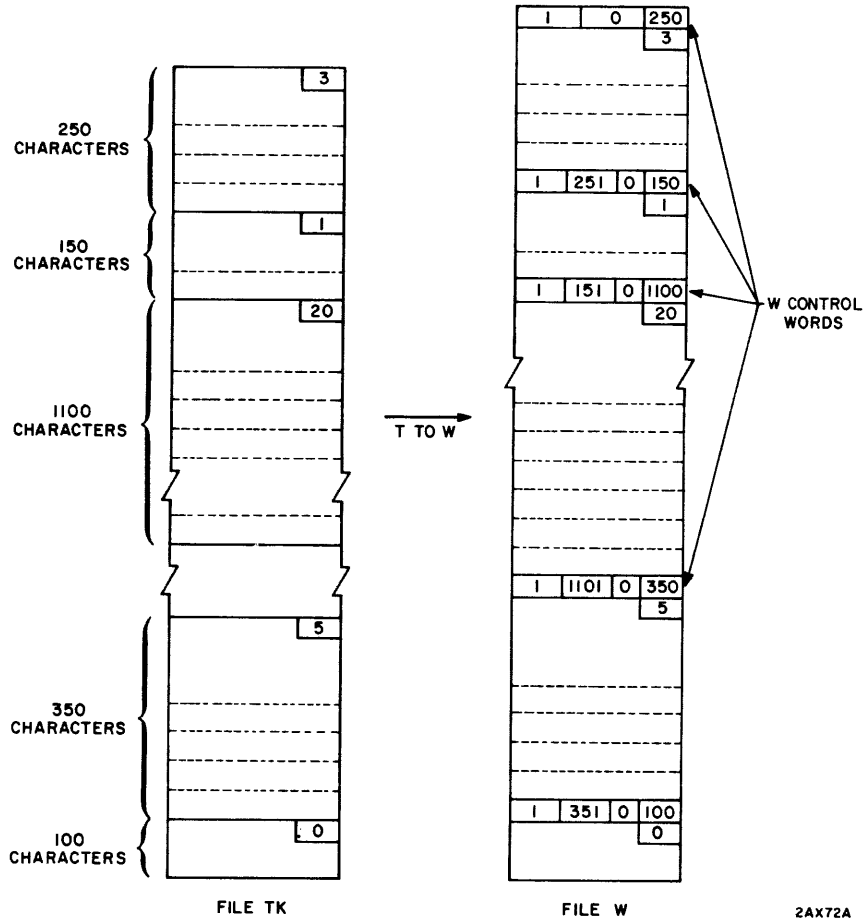 3
250
CHARACTERS
1
150
CHARACTERS
20
1100
CHARACTERS
5
350
CHARACTERS
0
100
CHARACTERS
FILE TK
T TO W
1 0 250
3
1 251 0 150
1
1 151 0 1100
20
W CONTROL
WORDS
1 1101 0 350
5
1 351 0 100
0
FILE W
2AX72A